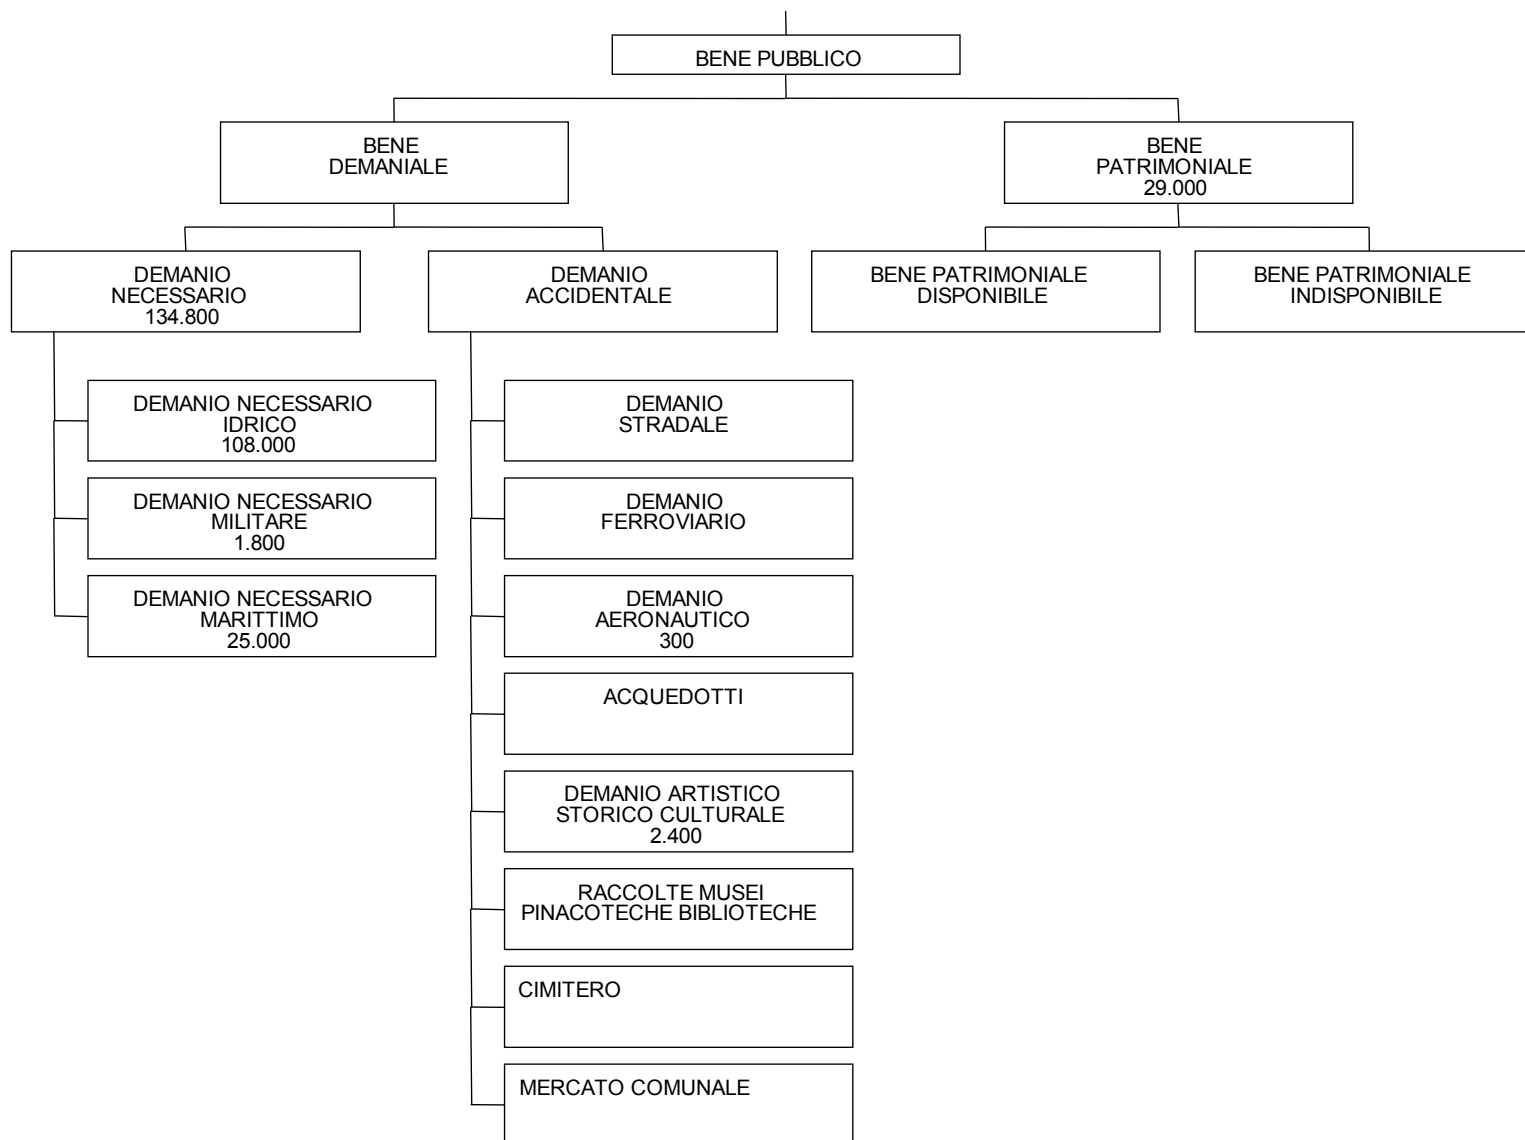 BENE PUBBLICO
BENE
DEMANIALE
BENE
PATRIMONIALE
29.000
DEMANIO
NECESSARIO
134.800
DEMANIO
ACCIDENTALE
BENE PATRIMONIALE
DISPONIBILE
BENE PATRIMONIALE
INDISPONIBILE
DEMANIO NECESSARIO
IDRICO
108.000
DEMANIO NECESSARIO
MILITARE
1.800
DEMANIO NECESSARIO
MARITTIMO
25.000
DEMANIO
STRADALE
DEMANIO
FERROVIARIO
DEMANIO
AERONAUTICO
300
ACQUEDOTTI
DEMANIO ARTISTICO
STORICO CULTURALE
2.400
RACCOLTE MUSEI
PINACOTECHE BIBLIOTECHE
CIMITERO
MERCATO COMUNALE